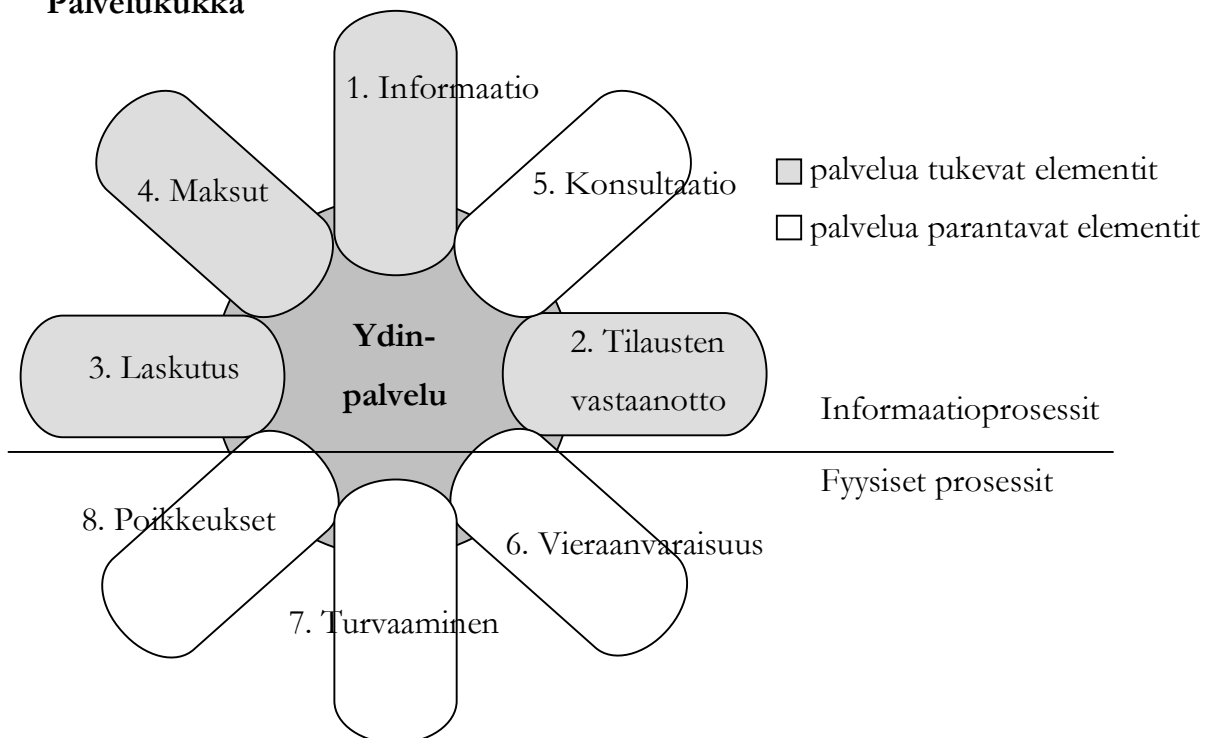 Palvelukukka
1. Informaatio
4. Maksut
5. Konsultaatio
palvelua tukevat elementit
palvelua parantavat elementit
Ydin-
palvelu
3. Laskutus
2. Tilausten
vastaanotto
Informaatioprosessit
Fyysiset prosessit
8. Poikkeukset
6. Vieraanvaraisuus
7. Turvaaminen